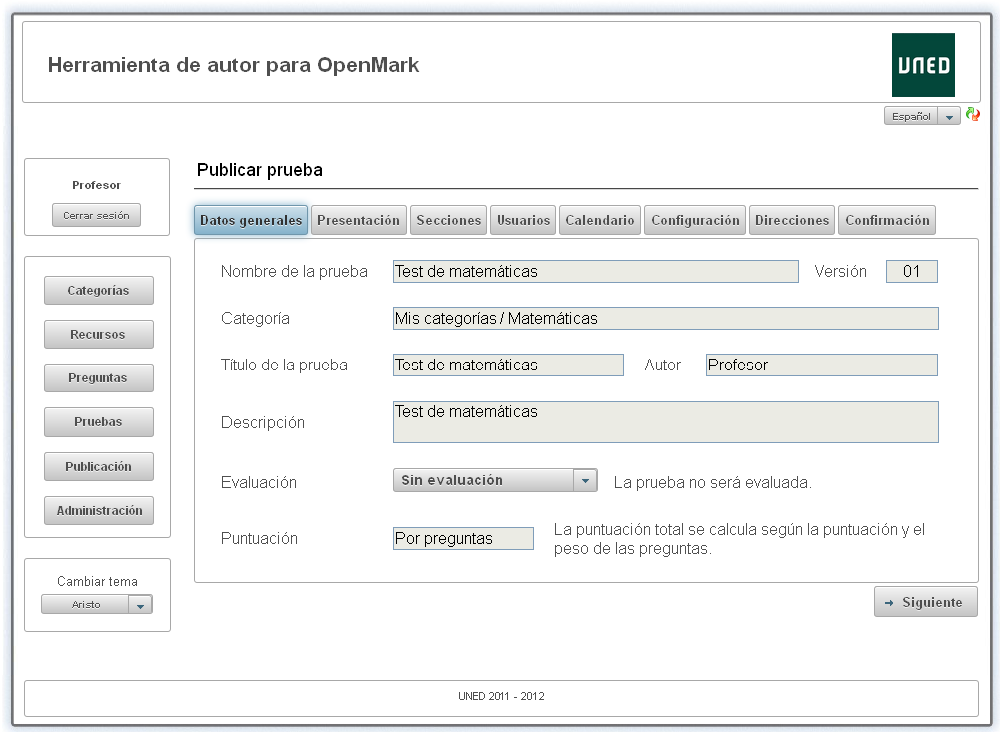 Herramienta de autor para OpenMark
UNED
Español
Profesor
Cerrar sesión
Categorías
Recursos
Preguntas
Pruebas
Publicación
Administración
Cambiar tema
Aristo
Publicar prueba
Datos generales Presentación Secciones Usuarios Calendario Configuración Direcciones Confirmación
Nombre de la prueba Test de matemáticas Versión 01
Categoría Mis categorías / Matemáticas
Título de la prueba Test de matemáticas Autor Profesor
Descripción Test de matemáticas
Evaluación Sin evaluación La prueba no será evaluada.
Puntuación Por preguntas La puntuación total se calcula según la puntuación y el
peso de las preguntas.
Siguiente
UNED 2011 - 2012